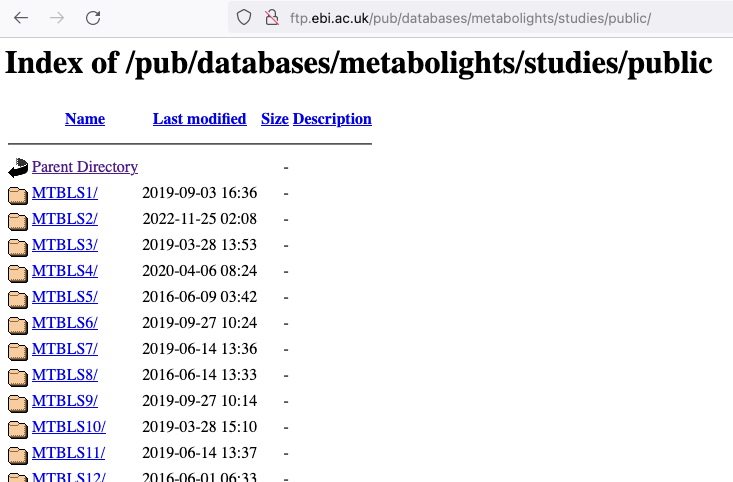 ftp.ebi.ac.uk/pub/databases/metabolights/studies/public/
Index of /pub/databases/metabolights/studies/public
Name Last modified Size Description
Parent Directory -
MTBLS1/ 2019-09-03 16:36 -
MTBLS2/ 2022-11-25 02:08 -
MTBLS3/ 2019-03-28 13:53 -
MTBLS4/ 2020-04-06 08:24 -
MTBLS5/ 2016-06-09 03:42 -
MTBLS6/ 2019-09-27 10:24 -
MTBLS7/ 2019-06-14 13:36 -
MTBLS8/ 2016-06-14 13:33 -
MTBLS9/ 2019-09-27 10:14 -
MTBLS10/ 2019-03-28 15:10 -
MTBLS11/ 2019-06-14 13:37 -
MTBLS12/ 2016-06-01 06:33 -